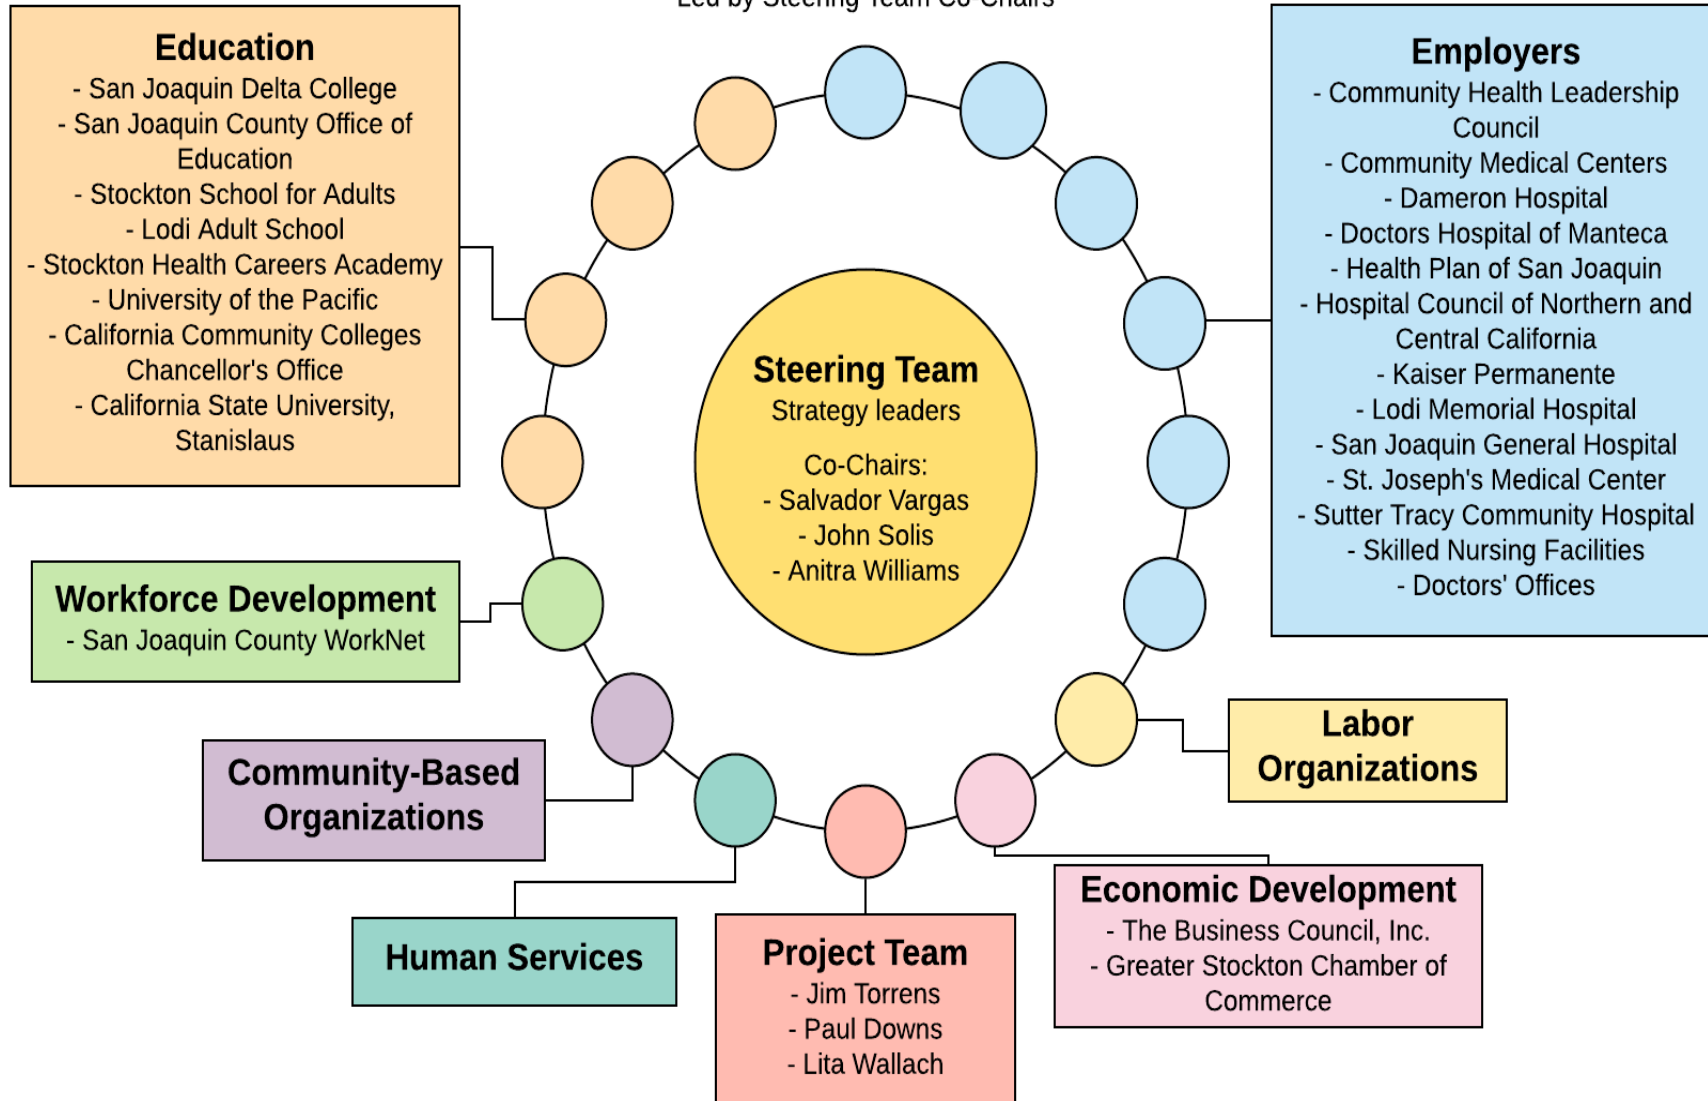 Led by Steering Team Co-Chairs
Education
- San Joaquin Delta College
- San Joaquin County Office of
Education
- Stockton School for Adults
- Lodi Adult School
- Stockton Health Careers Academy
- University of the Pacific
- California Community Colleges
Chancellor's Office
- California State University,
Stanislaus
Employers
- Community Health Leadership
Council
- Community Medical Centers
- Dameron Hospital
- Doctors Hospital of Manteca
- Health Plan of San Joaquin
- Hospital Council of Northern and
Central California
- Kaiser Permanente
- Lodi Memorial Hospital
- San Joaquin General Hospital
- St. Joseph's Medical Center
- Sutter Tracy Community Hospital
- Skilled Nursing Facilities
- Doctors' Offices
Steering Team
Strategy leaders
Co-Chairs:
- Salvador Vargas
- John Solis
- Anitra Williams
Workforce Development
- San Joaquin County WorkNet
Community-Based
Organizations
Labor
Organizations
Human Services
Project Team
- Jim Torrens
- Paul Downs
- Lita Wallach
Economic Development
- The Business Council, Inc.
- Greater Stockton Chamber of
Commerce